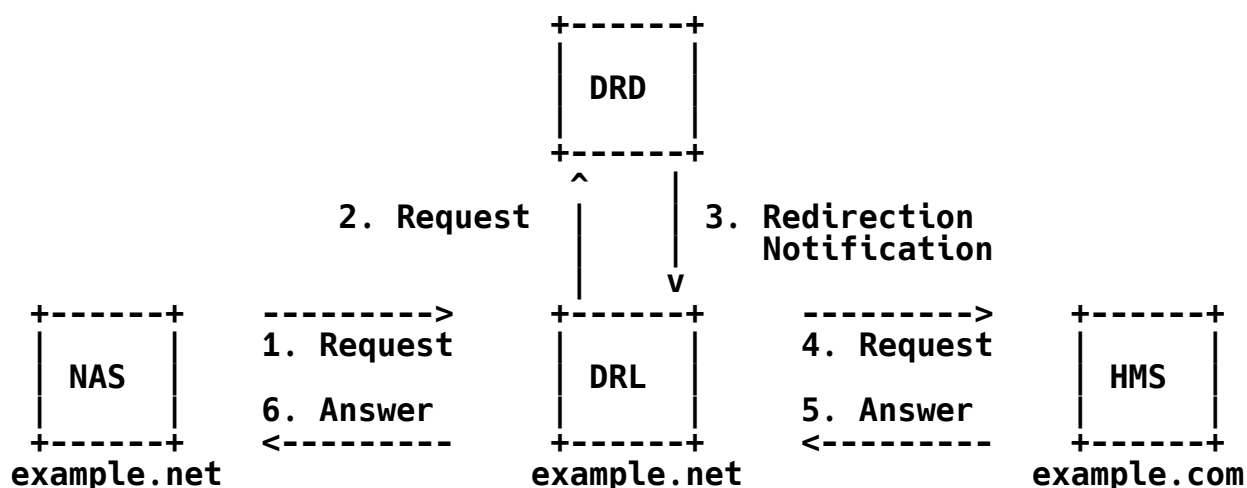 +------+
| |
| DRD |
| |
+------+
^ |
2. Request | | 3. Redirection
| | Notification
| v
+------+ ---------> +------+ ---------> +------+
| | 1. Request | | 4. Request | |
| NAS | | DRL | | HMS |
| | 6. Answer | | 5. Answer | |
+------+ <--------- +------+ <--------- +------+
example.net example.net example.com